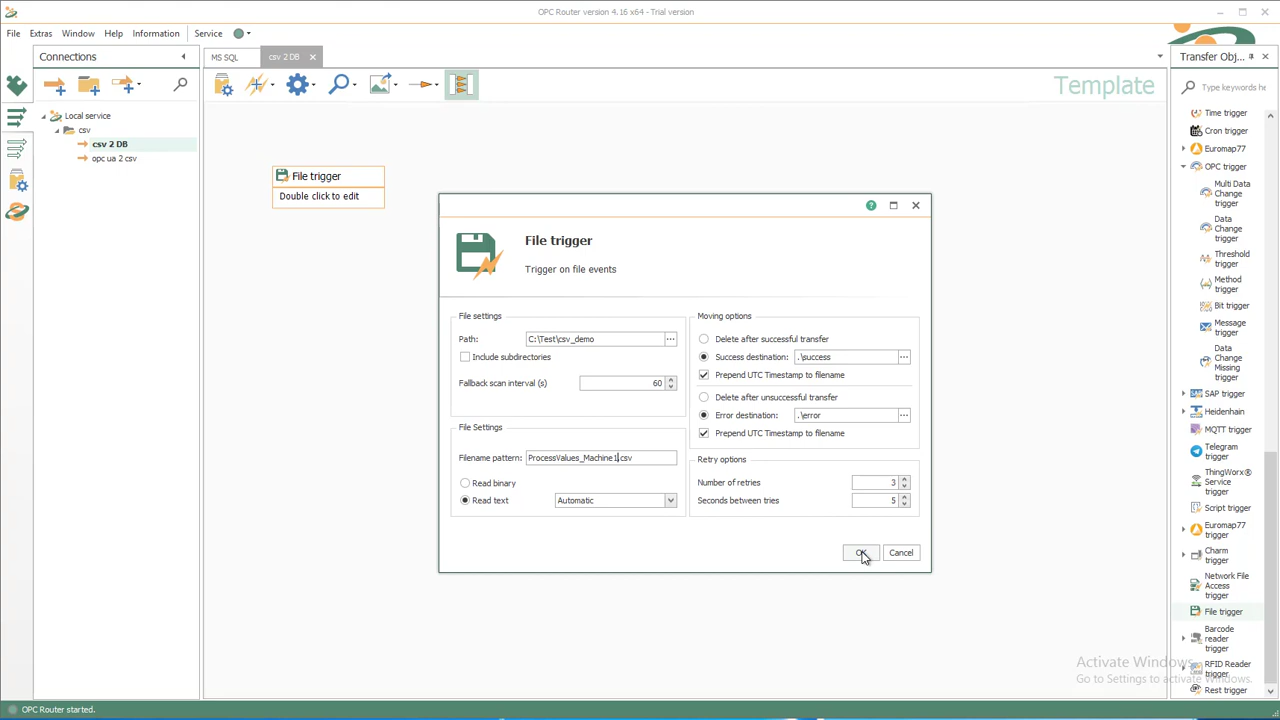 OPC Router version 4.16 x64 - Trial version
File Extras Window Help Information Service
Connections
MS SQL
csv 2 DB
Transfer Obj...
Template
Type keywords he
Local service
csv
csv 2 DB
opc ua 2 csv
File trigger
Double click to edit
File trigger
Trigger on file events
File settings
Path: C:\Test\csv_demo
Include subdirectories
Fallback scan interval (s) 60
File Settings
Filename pattern: ProcessValues_Machine1.csv
Read binary
Read text Automatic
Moving options
Delete after successful transfer
Success destination: .\success
Prepend UTC Timestamp to filename
Delete after unsuccessful transfer
Error destination: .\error
Prepend UTC Timestamp to filename
Retry options
Number of retries 3
Seconds between tries 5
OK
Cancel
Time trigger
Cron trigger
Euromap77
OPC trigger
Multi Data
Change
trigger
Data
Change
trigger
Threshold
trigger
Method
trigger
Bit trigger
Message
trigger
Data
Change
Missing
trigger
SAP trigger
Heidenhain
MQTT trigger
Telegram
trigger
ThingWorx®
Service
trigger
Script trigger
Euromap77
trigger
Charm
trigger
Network File
Access
trigger
File trigger
Barcode
reader
trigger
RFID Reader
trigger
Rest trigger
Activate Windows
Go to Settings to activate Windows.
OPC Router started.